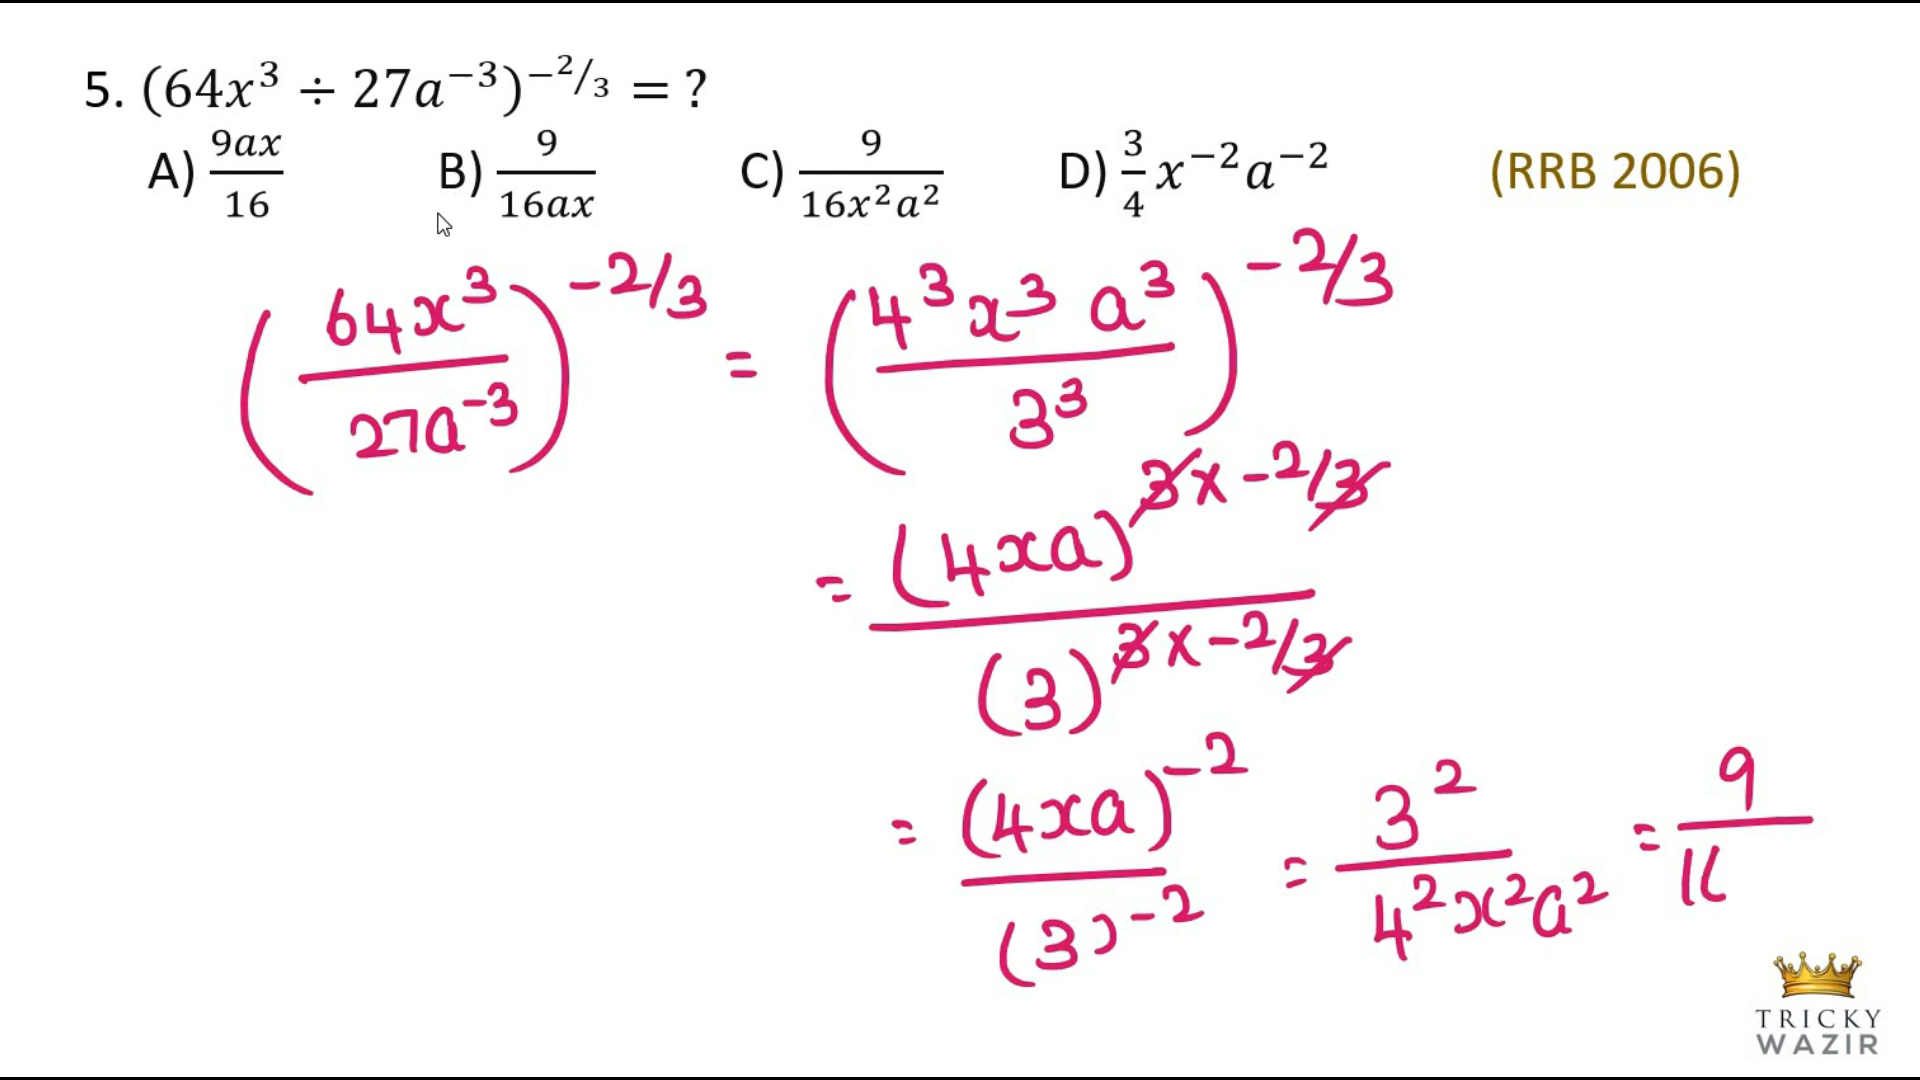 5. (64x³ ÷ 27a⁻³)^(-2/3) = ?
A) 9ax/16 B) 9/16ax C) 9/16x²a² D) 3/4 x⁻²a⁻² (RRB 2006)
(64x³/27a⁻³)^(-2/3) = (4³x³a³/3³)^(-2/3)
= (4xa)^(3×-2/3)/(3)^(3×-2/3)
= (4xa)⁻²/(3)⁻² = 3²/4²x²a² = 9/16
TRICKY
WAZIR